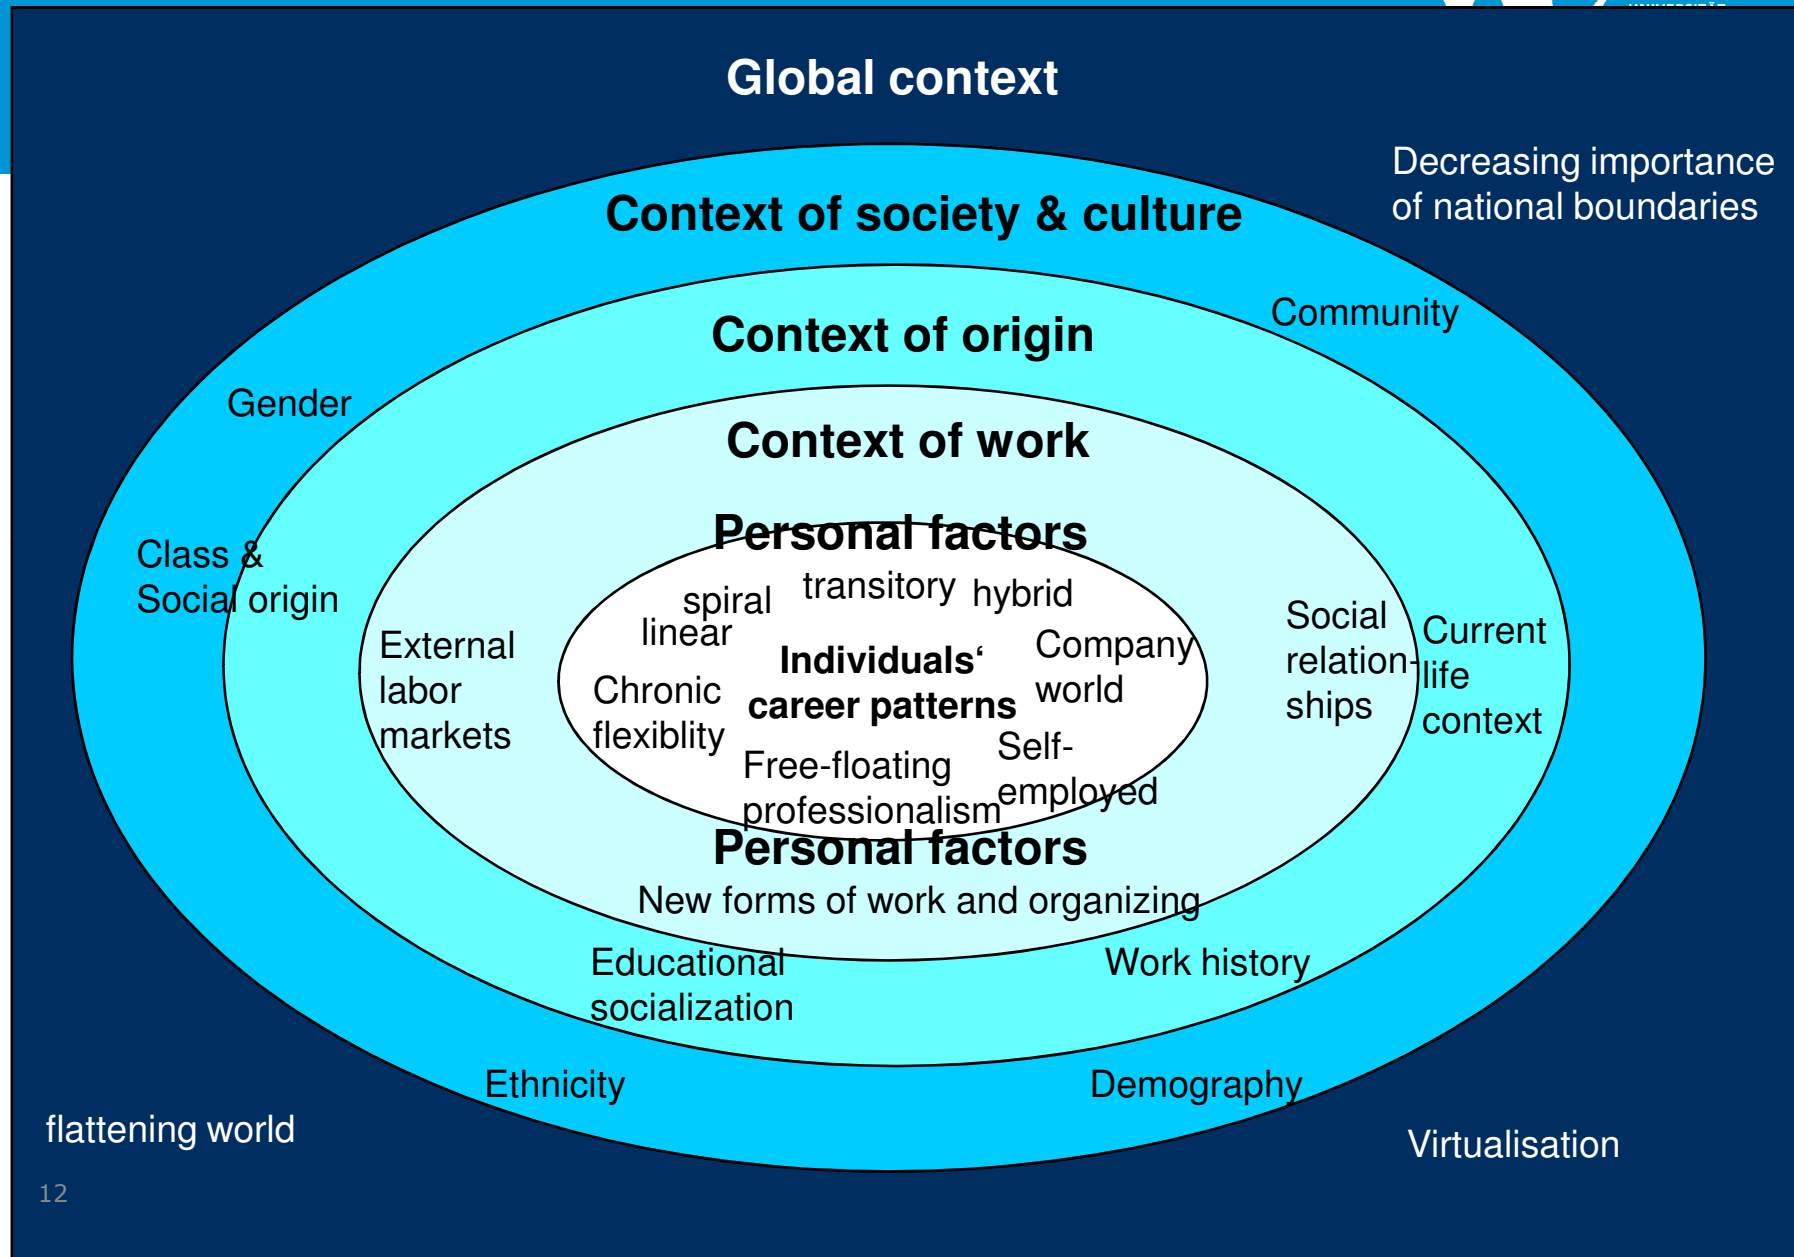 UNIVERSITÄT
Global context
Decreasing importance
of national boundaries
Context of society & culture
Community
Context of origin
Gender
Context of work
Personal factors
Class &
Social origin
transitory
hybrid
spiral
linear
External
labor
markets
Individuals‘
career patterns
Company
world
Social
relation-
ships
Current
life
context
Chronic
flexiblity
Free-floating
professionalism
Self-
employed
Personal factors
New forms of work and organizing
Educational
socialization
Work history
Ethnicity
Demography
flattening world
Virtualisation
12